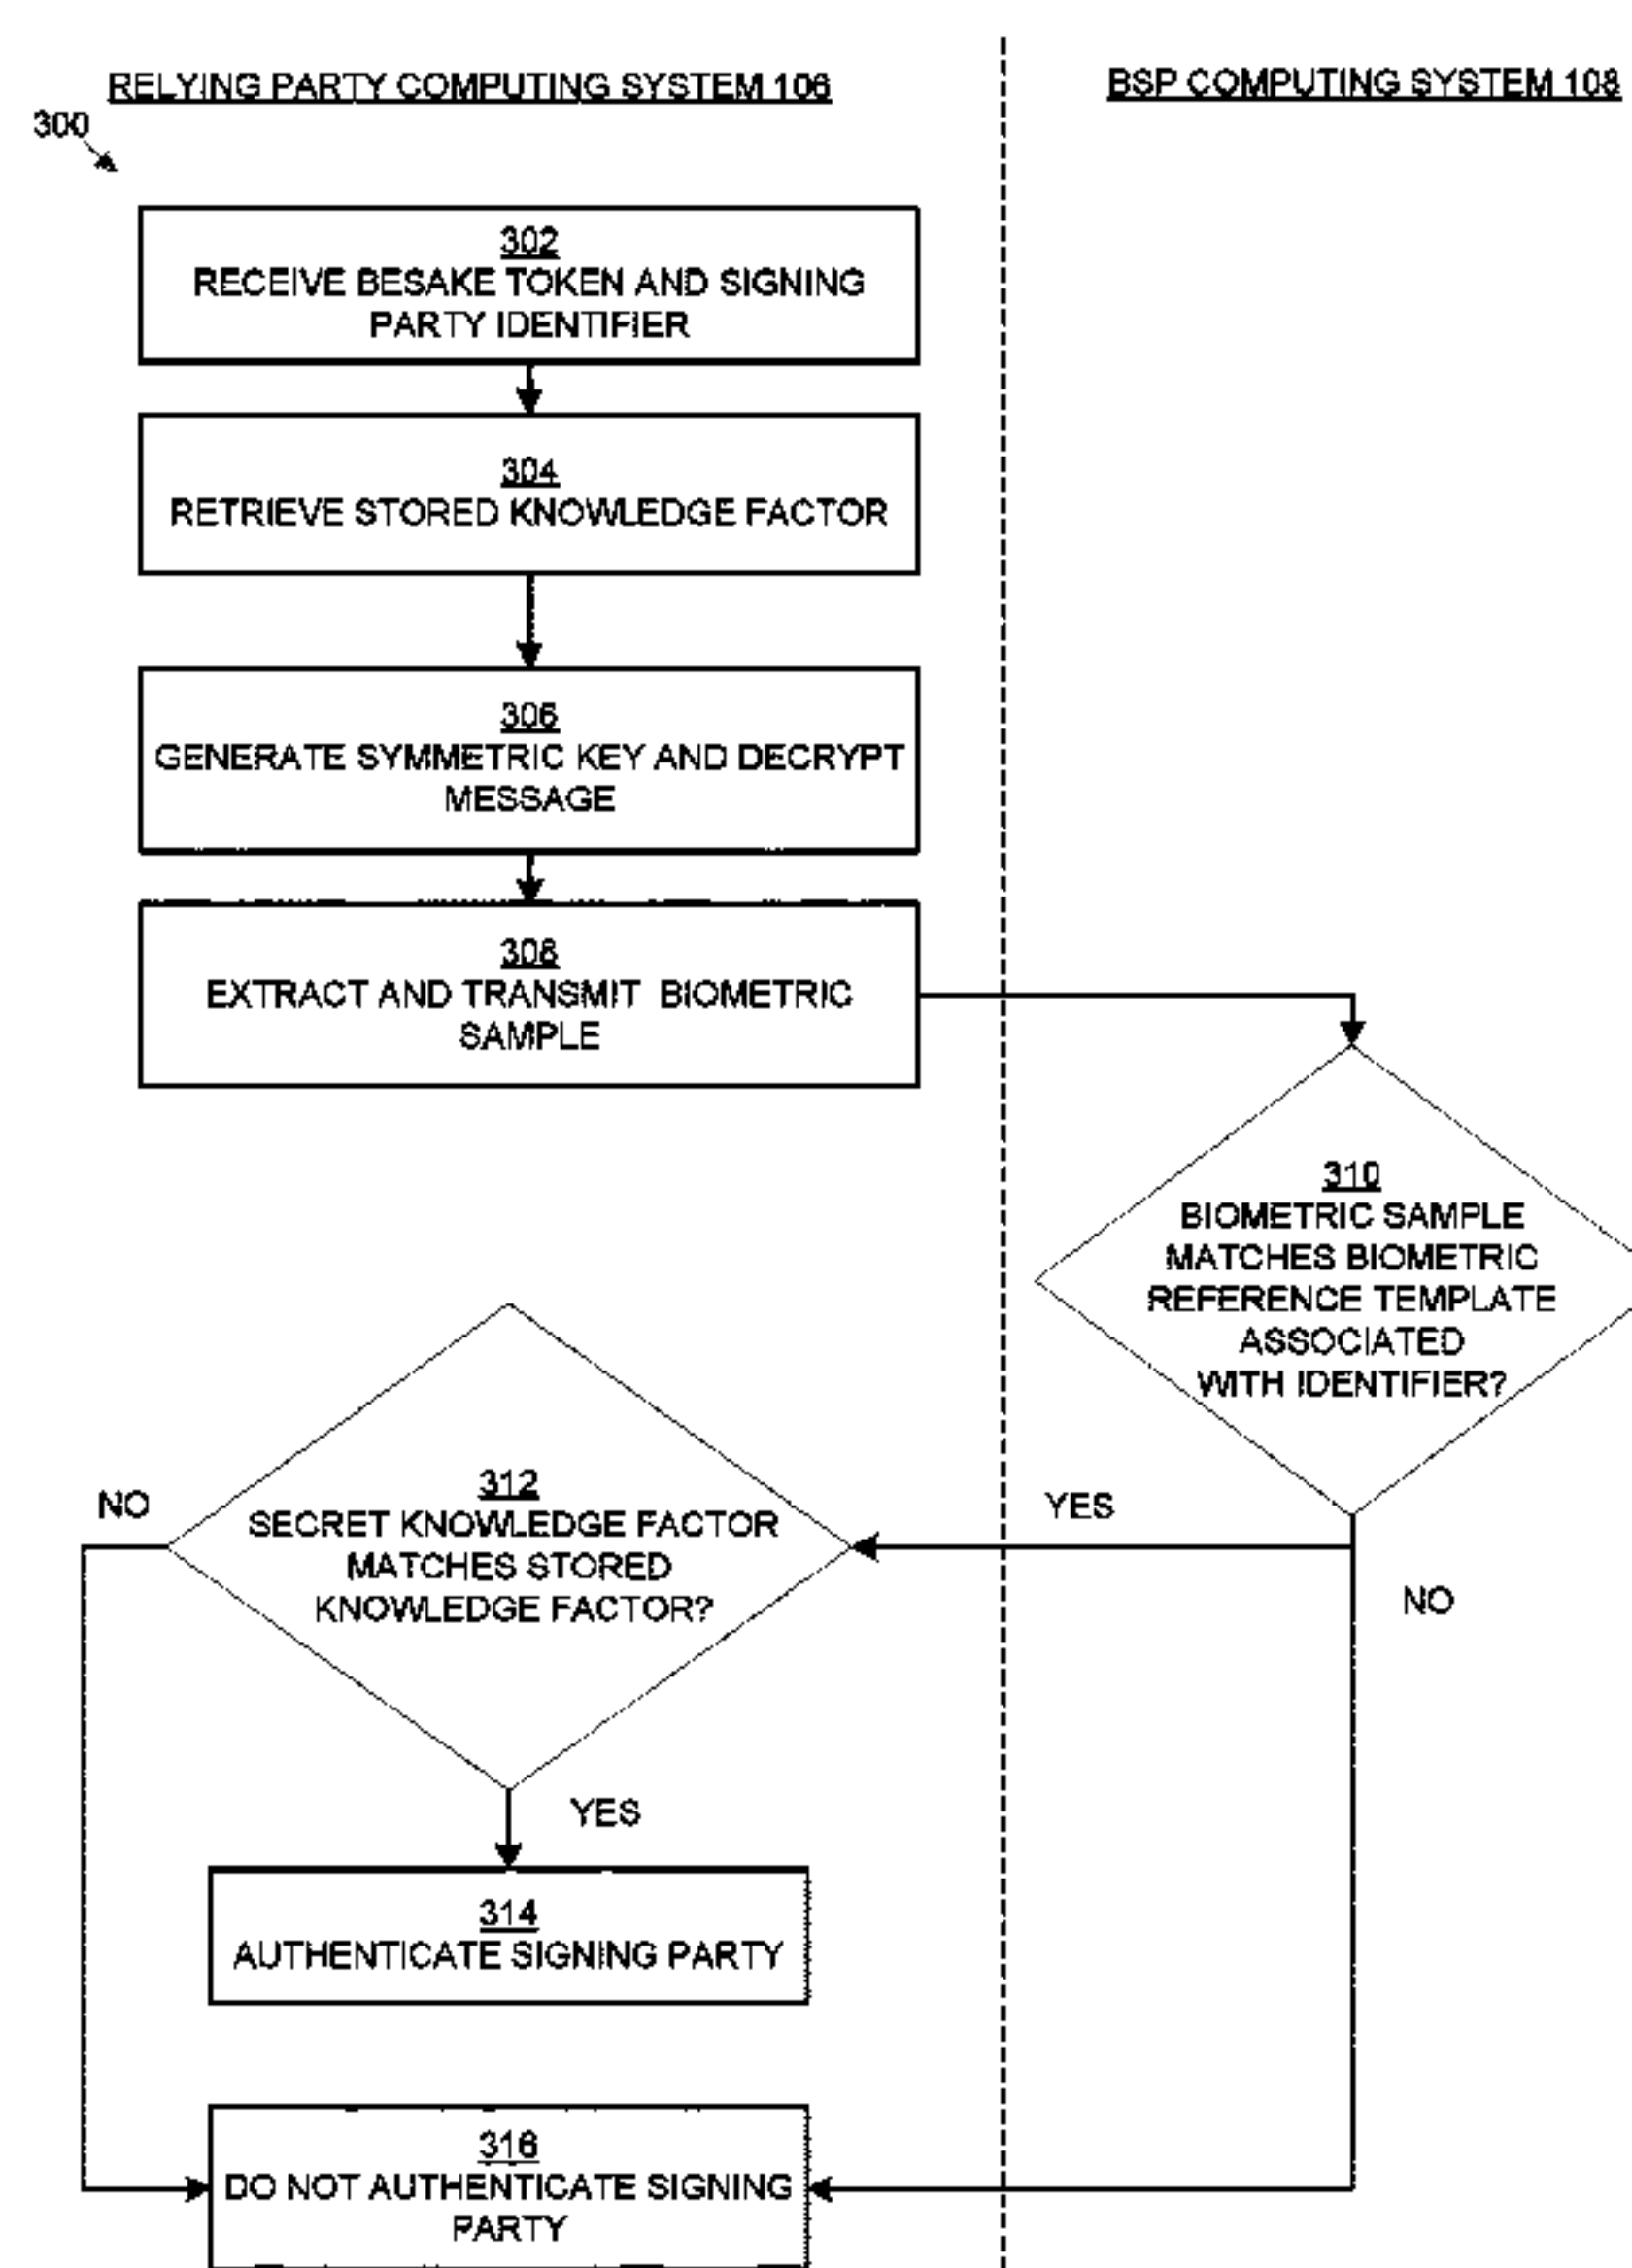 RELYING PARTY COMPUTING SYSTEM 106
BSP COMPUTING SYSTEM 108
300
302
RECEIVE BESAKE TOKEN AND SIGNING
PARTY IDENTIFIER
304
RETRIEVE STORED KNOWLEDGE FACTOR
306
GENERATE SYMMETRIC KEY AND DECRYPT
MESSAGE
308
EXTRACT AND TRANSMIT BIOMETRIC
SAMPLE
310
BIOMETRIC SAMPLE
MATCHES BIOMETRIC
REFERENCE TEMPLATE
ASSOCIATED
WITH IDENTIFIER?
312
SECRET KNOWLEDGE FACTOR
MATCHES STORED
KNOWLEDGE FACTOR?
NO
YES
NO
YES
314
AUTHENTICATE SIGNING PARTY
316
DO NOT AUTHENTICATE SIGNING
PARTY